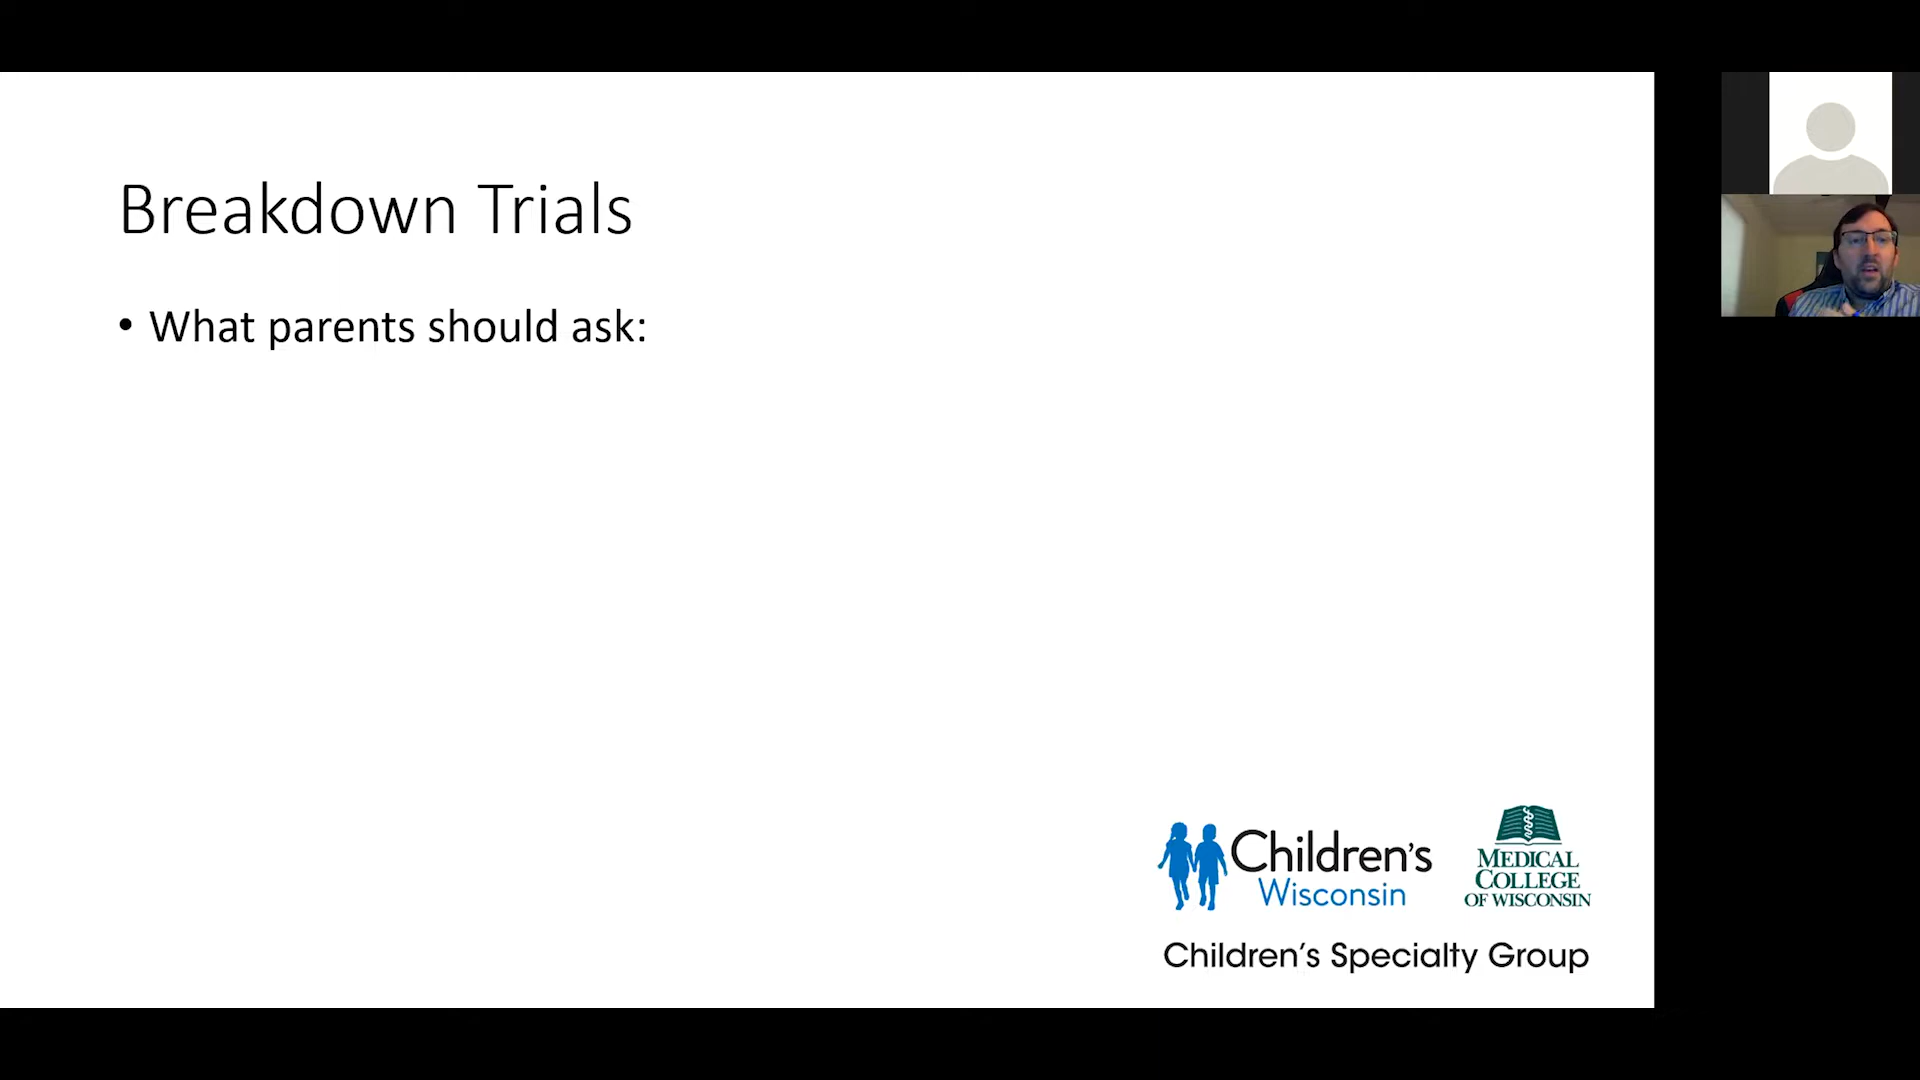 Breakdown Trials
• What parents should ask:
Children's
Wisconsin
MEDICAL
COLLEGE
OF WISCONSIN
Children's Specialty Group